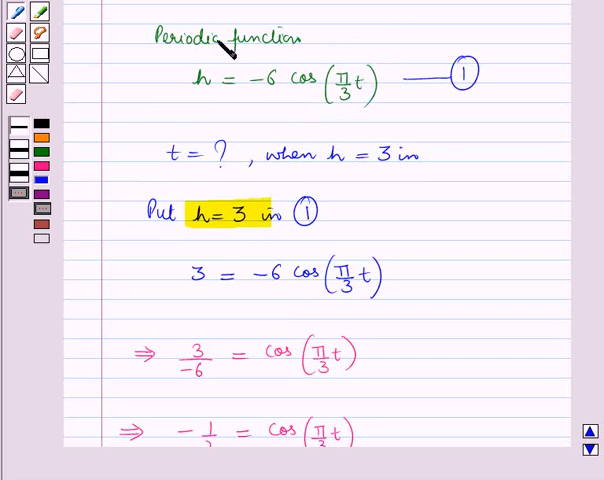 Periodic function
h = -6 cos(π/3 t) ——— ①
t = ? , when h = 3 in
Put h = 3 in ①
3 = -6 cos(π/3 t)
⇒ 3/-6 = cos(π/3 t)
⇒ -1/2 = cos(π/3 t)